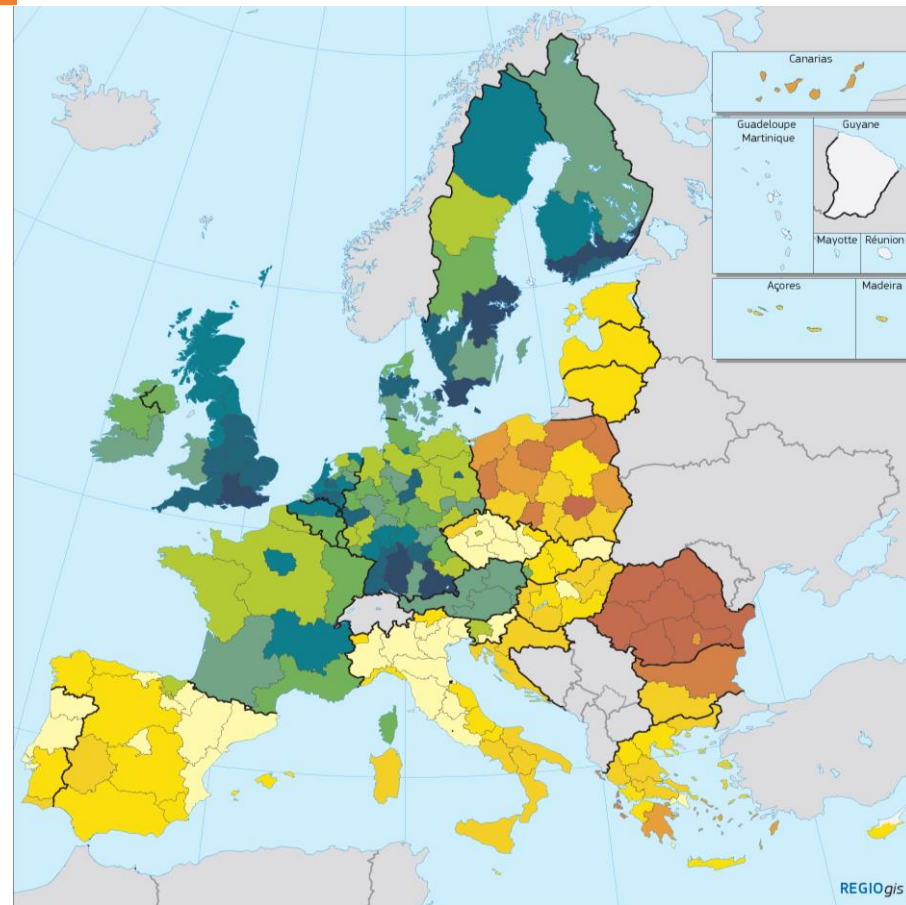 Canarias
Guadeloupe
Martinique
Guyane
Mayotte
Réunion
Açores
Madeira
REGIOgis